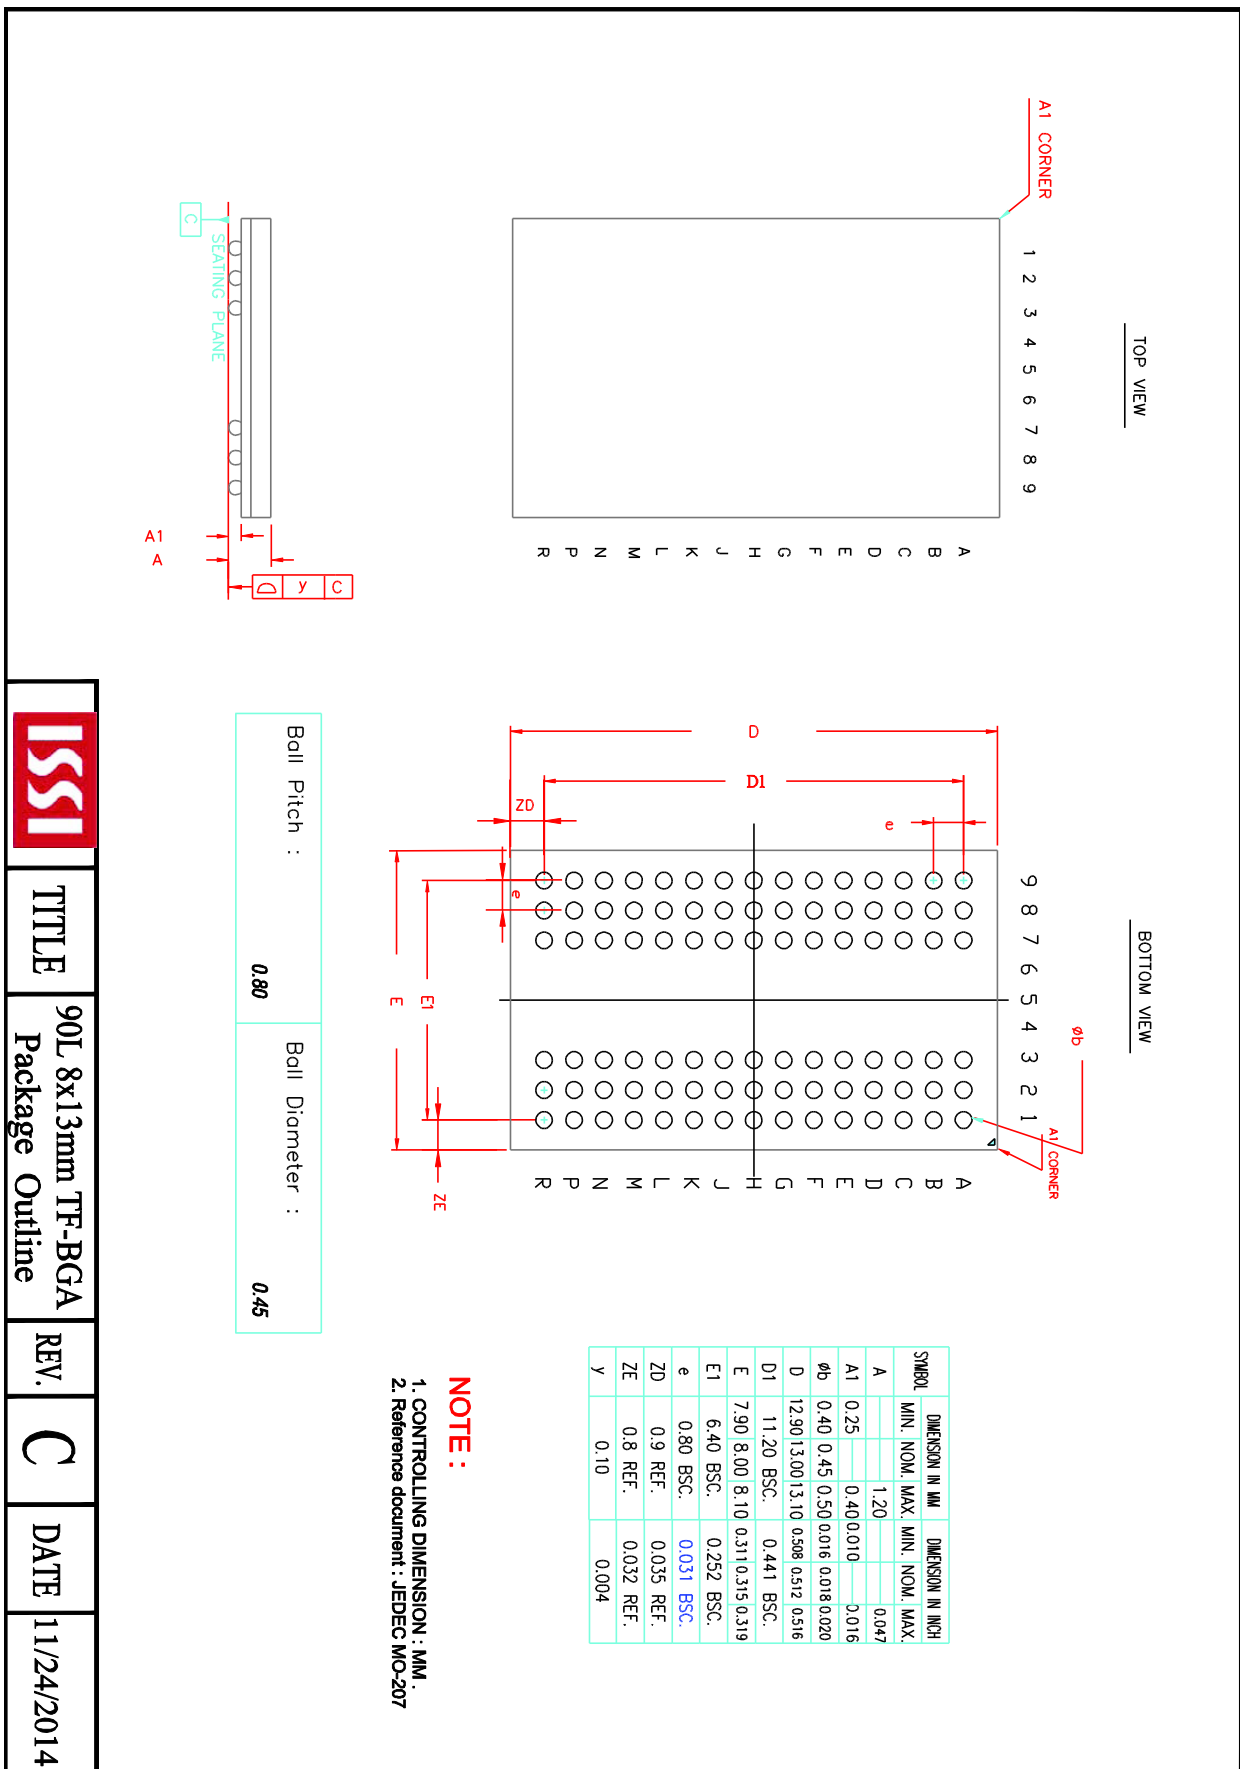 TOP VIEW
A1 CORNER
1 2 3 4 5 6 7 8 9
A
B
C
D
E
F
G
H
J
K
L
M
N
P
R
C
SEATING PLANE
A1
A
y C
BOTTOM VIEW
9 8 7 6 5 4 3 2 1
Øb
A1 CORNER
A
B
C
D
E
F
G
H
J
K
L
M
N
P
R
D
D1
ZD
e
e
E1
E
ZE
SYMBOL DIMENSION IN MM DIMENSION IN INCH
MIN. NOM. MAX. MIN. NOM. MAX.
A 1.20 0.047
A1 0.25 0.40 0.010 0.016
Øb 0.40 0.45 0.50 0.016 0.018 0.020
D 12.90 13.00 13.10 0.508 0.512 0.516
D1 11.20 BSC. 0.441 BSC.
E 7.90 8.00 8.10 0.311 0.315 0.319
E1 6.40 BSC. 0.252 BSC.
e 0.80 BSC. 0.031 BSC.
ZD 0.9 REF. 0.035 REF.
ZE 0.8 REF. 0.032 REF.
y 0.10 0.004
NOTE :
1. CONTROLLING DIMENSION : MM .
2. Reference document : JEDEC MO-207
Ball Pitch :
0.80
Ball Diameter :
0.45
ISSI
TITLE
90L 8x13mm TF-BGA
Package Outline
REV.
C
DATE
11/24/2014